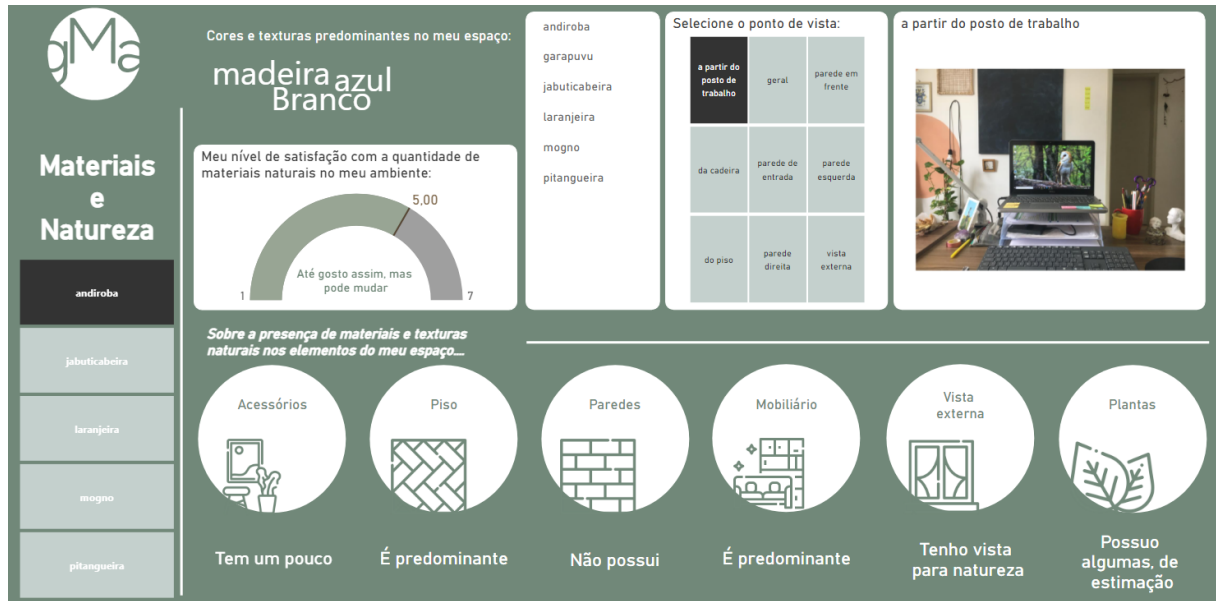 gMa
Materiais
e
Natureza
andiroba
jabuticabeira
laranjeira
mogno
pitangueira
Cores e texturas predominantes no meu espaço:
madeira azul
Branco
Meu nível de satisfação com a quantidade de
materiais naturais no meu ambiente:
5,00
Até gosto assim, mas
pode mudar
1
7
andiroba
garapuvu
jabuticabeira
laranjeira
mogno
pitangueira
Selecione o ponto de vista:
a partir do
posto de
trabalho
geral
parede em
frente
da cadeira
parede de
entrada
parede
esquerda
do piso
parede
direita
vista
externa
a partir do posto de trabalho
Sobre a presença de materiais e texturas
naturais nos elementos do meu espaço...
Acessórios
Tem um pouco
Piso
É predominante
Paredes
Não possui
Mobiliário
É predominante
Vista
externa
Tenho vista
para natureza
Plantas
Possuo
algumas, de
estimação